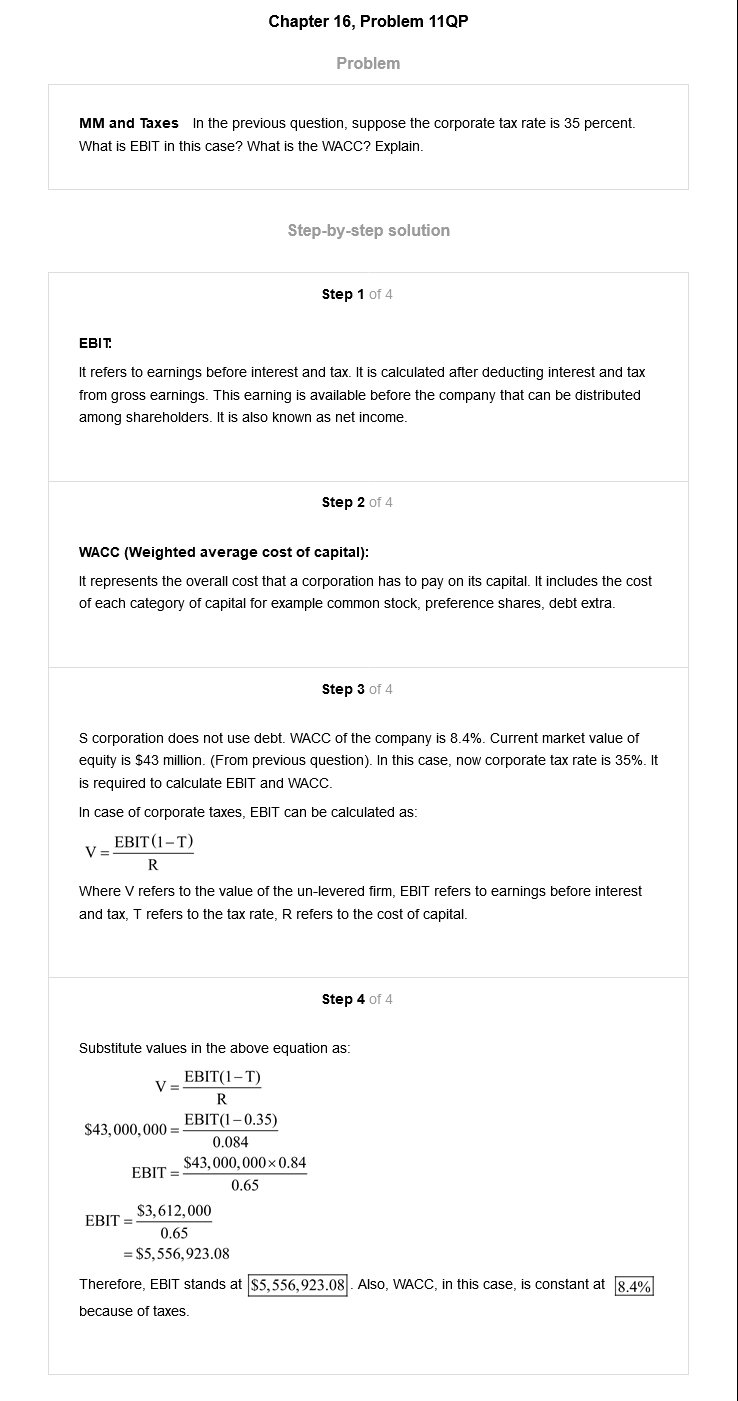 Chapter 16, Problem 11QP
Problem
MM and Taxes In the previous question, suppose the corporate tax rate is 35 percent.
What is EBIT in this case? What is the WACC? Explain.
Step-by-step solution
Step 1 of 4
EBIT:
It refers to earnings before interest and tax. It is calculated after deducting interest and tax
from gross earnings. This earning is available before the company that can be distributed
among shareholders. It is also known as net income.
Step 2 of 4
WACC (Weighted average cost of capital):
It represents the overall cost that a corporation has to pay on its capital. It includes the cost
of each category of capital for example common stock, preference shares, debt extra.
Step 3 of 4
S corporation does not use debt. WACC of the company is 8.4%. Current market value of
equity is $43 million. (From previous question). In this case, now corporate tax rate is 35%. It
is required to calculate EBIT and WACC.
In case of corporate taxes, EBIT can be calculated as:
V = EBIT(1−T)
R
Where V refers to the value of the un-levered firm, EBIT refers to earnings before interest
and tax, T refers to the tax rate, R refers to the cost of capital.
Step 4 of 4
Substitute values in the above equation as:
V = EBIT(1−T)
R
$43,000,000 = EBIT(1−0.35)
0.084
EBIT = $43,000,000×0.84
0.65
EBIT = $3,612,000
0.65
= $5,556,923.08
Therefore, EBIT stands at $5,556,923.08. Also, WACC, in this case, is constant at 8.4%
because of taxes.